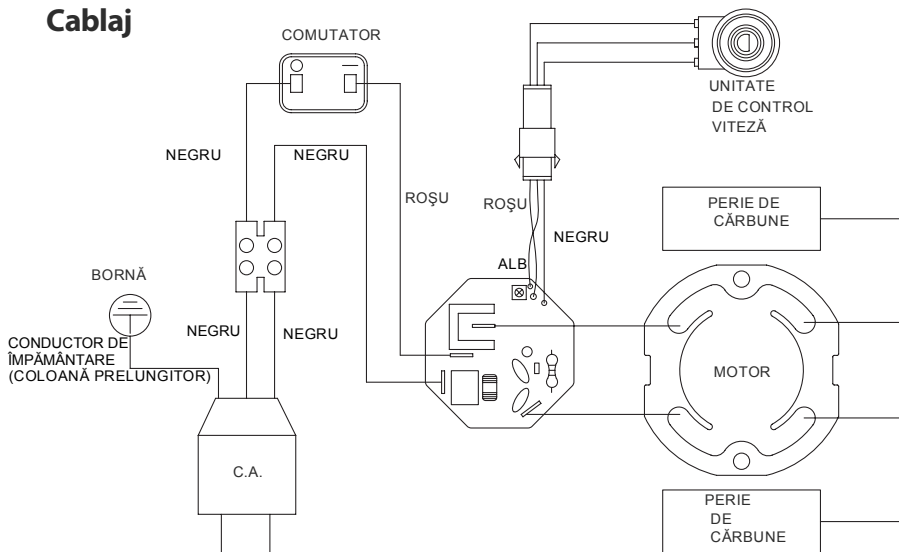 Cablaj
COMUTATOR
UNITATE
DE CONTROL
VITEZĂ
NEGRU
NEGRU
ROŞU
ROŞU
NEGRU
PERIE DE
CĂRBUNE
ALB
BORNĂ
NEGRU
NEGRU
CONDUCTOR DE
ÎMPĂMÂNTARE
(COLOANĂ PRELUNGITOR)
MOTOR
C.A.
PERIE
DE
CĂRBUNE